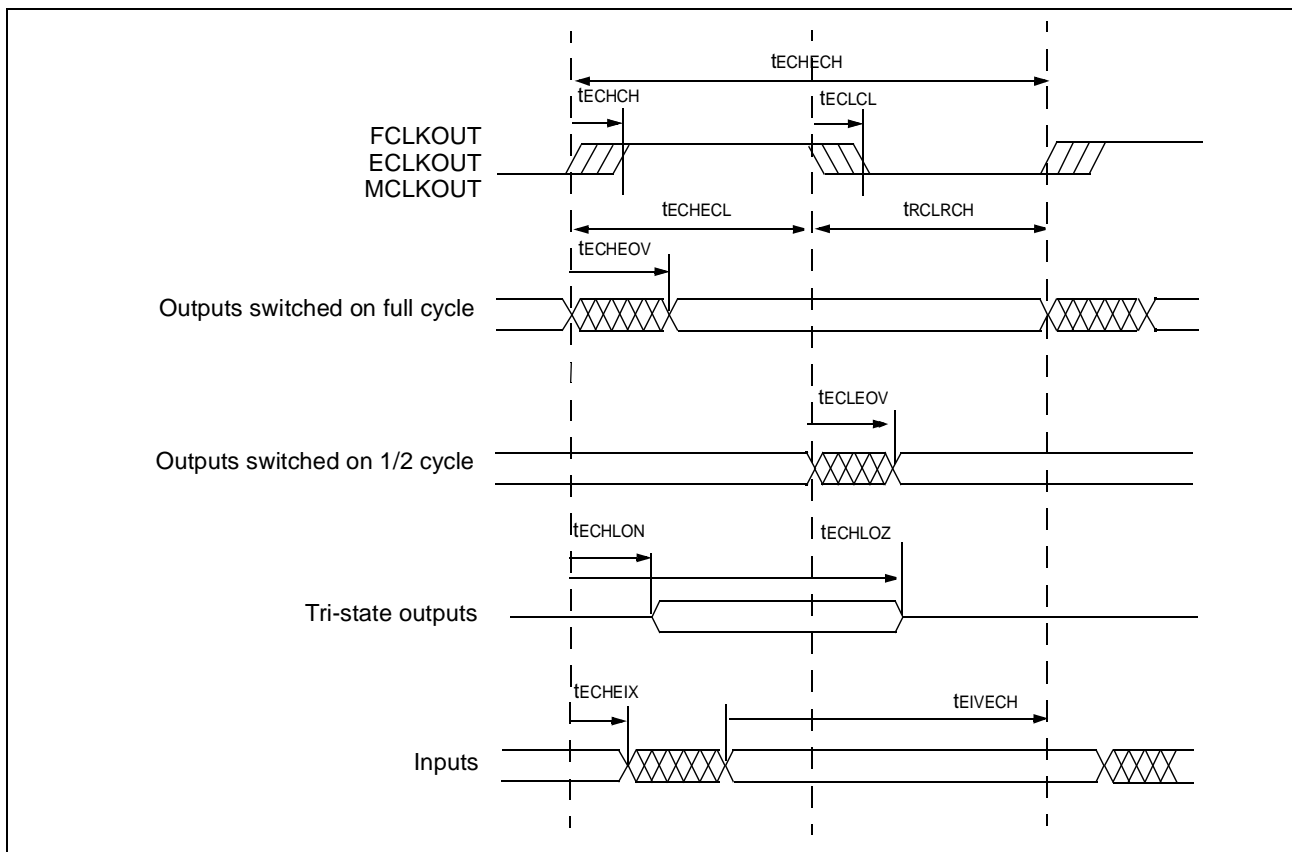 tECHECH
tECHCH
tECLCL
FCLKOUT
ECLKOUT
MCLKOUT
tECHECL
tRCLRCH
tECHEOV
Outputs switched on full cycle
tECLEOV
Outputs switched on 1/2 cycle
tECHLON
tECHLOZ
Tri-state outputs
tECHEIX
tEIVECH
Inputs